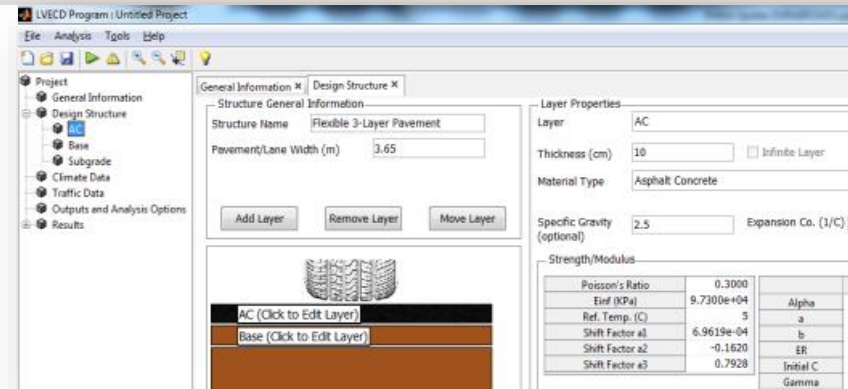 LVECD Program : Untitled Project
File Analysis Tools Help
Project
General Information
Design Structure
AC
Base
Subgrade
Climate Data
Traffic Data
Outputs and Analysis Options
Results
General Information Design Structure
Structure General Information
Structure Name Flexible 3-Layer Pavement
Pavement/Lane Width (m) 3.65
Add Layer Remove Layer Move Layer
AC (Click to Edit Layer)
Base (Click to Edit Layer)
Layer Properties
Layer AC
Thickness (cm) 10 Infinite Layer
Material Type Asphalt Concrete
Specific Gravity (optional) 2.5 Expansion Co. (1/C)
Strength/Modulus
Poisson's Ratio 0.3000
Einf (KPa) 9.7300e+04
Ref. Temp. (C) 5
Shift Factor a1 6.9619e-04
Shift Factor a2 -0.1620
Shift Factor a3 0.7928
Alpha
a
b
ER
Initial C
Gamma